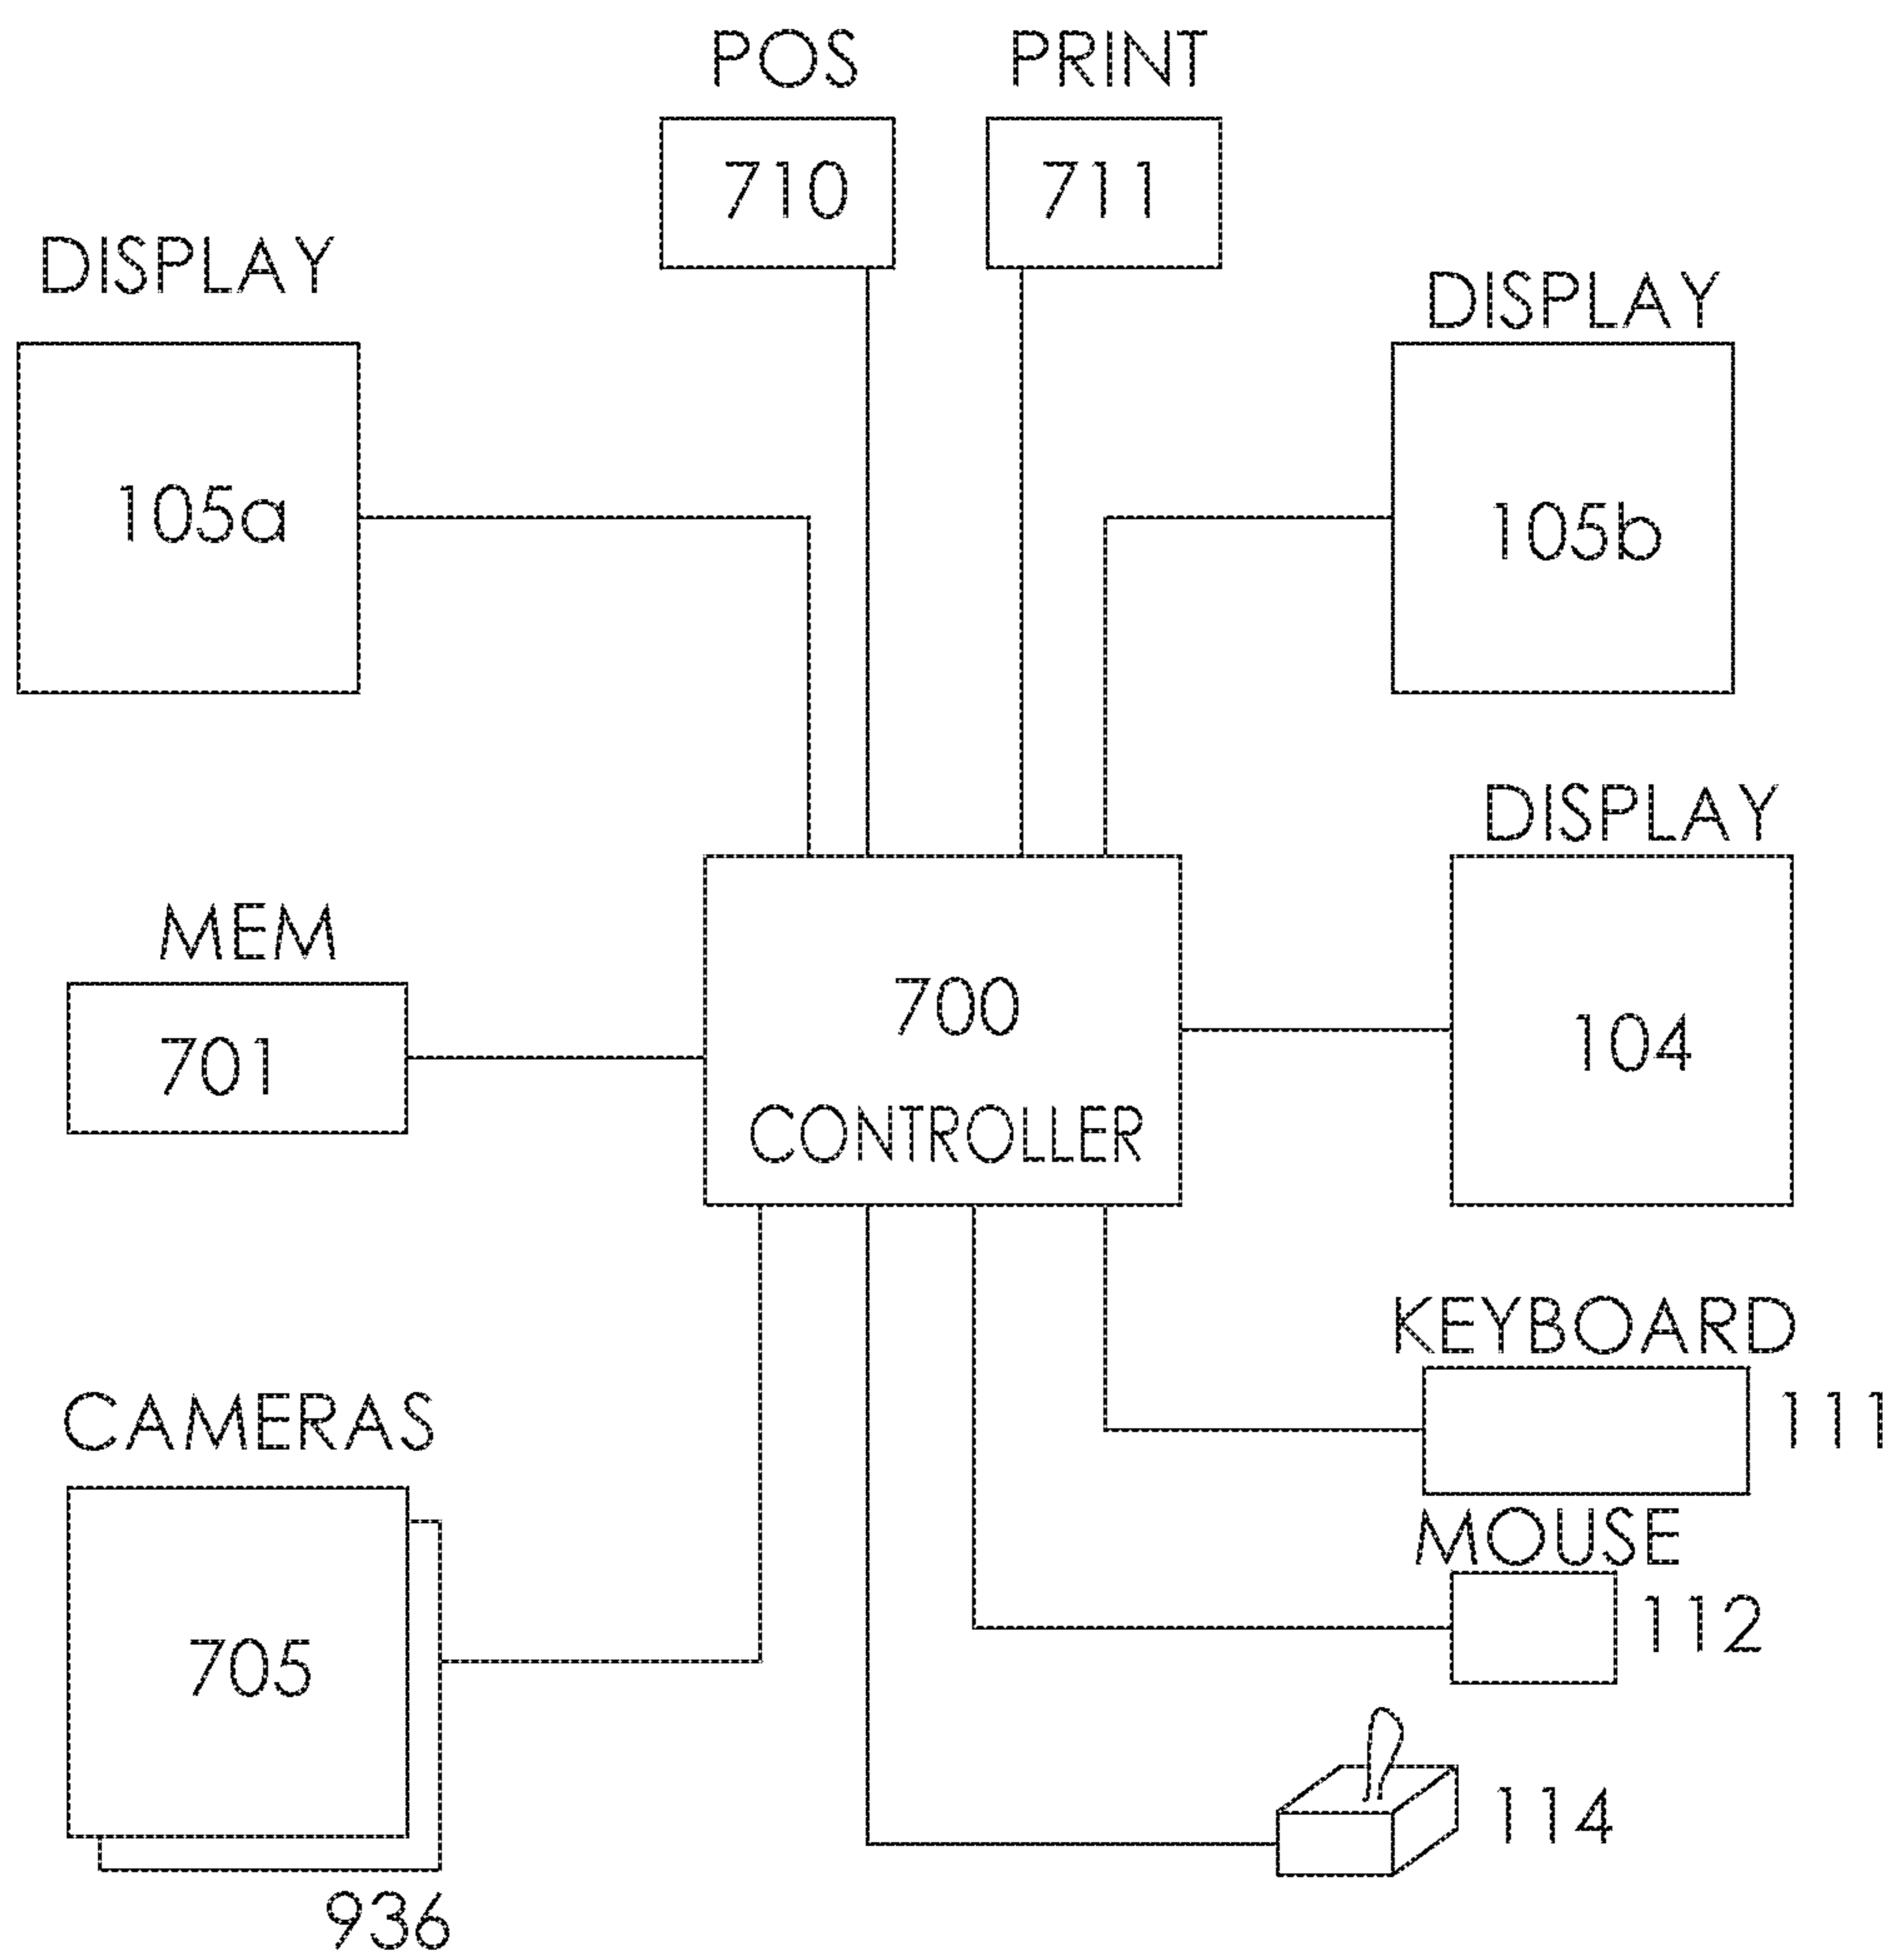 POS
PRINT
710
711
DISPLAY
DISPLAY
105a
105b
DISPLAY
MEM
700
104
701
CONTROLLER
KEYBOARD
111
CAMERAS
MOUSE
112
705
114
936